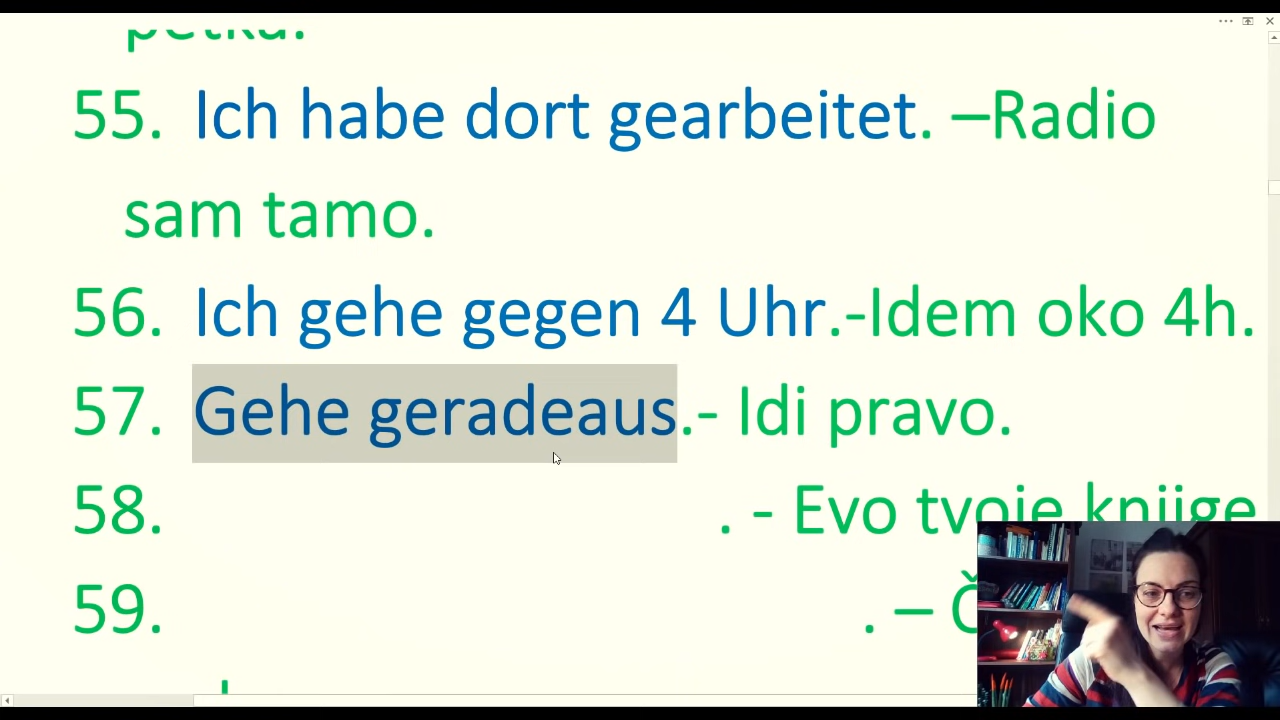 petka.
55. Ich habe dort gearbeitet. –Radio
sam tamo.
56. Ich gehe gegen 4 Uhr.-Idem oko 4h.
57. Gehe geradeaus.- Idi pravo.
58. . - Evo tvoje knjige
59. . –